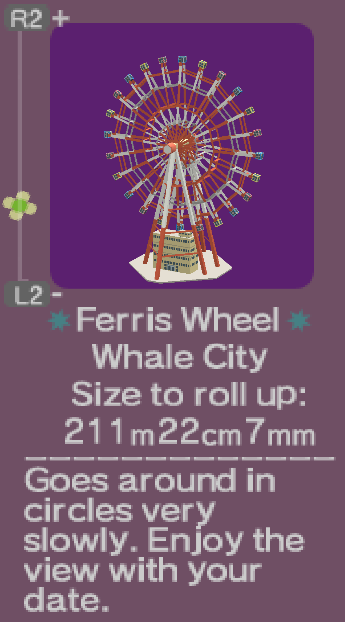 R2 +
L2 -
Ferris Wheel
Whale City
Size to roll up:
211m22cm7mm
Goes around in
circles very
slowly. Enjoy the
view with your
date.